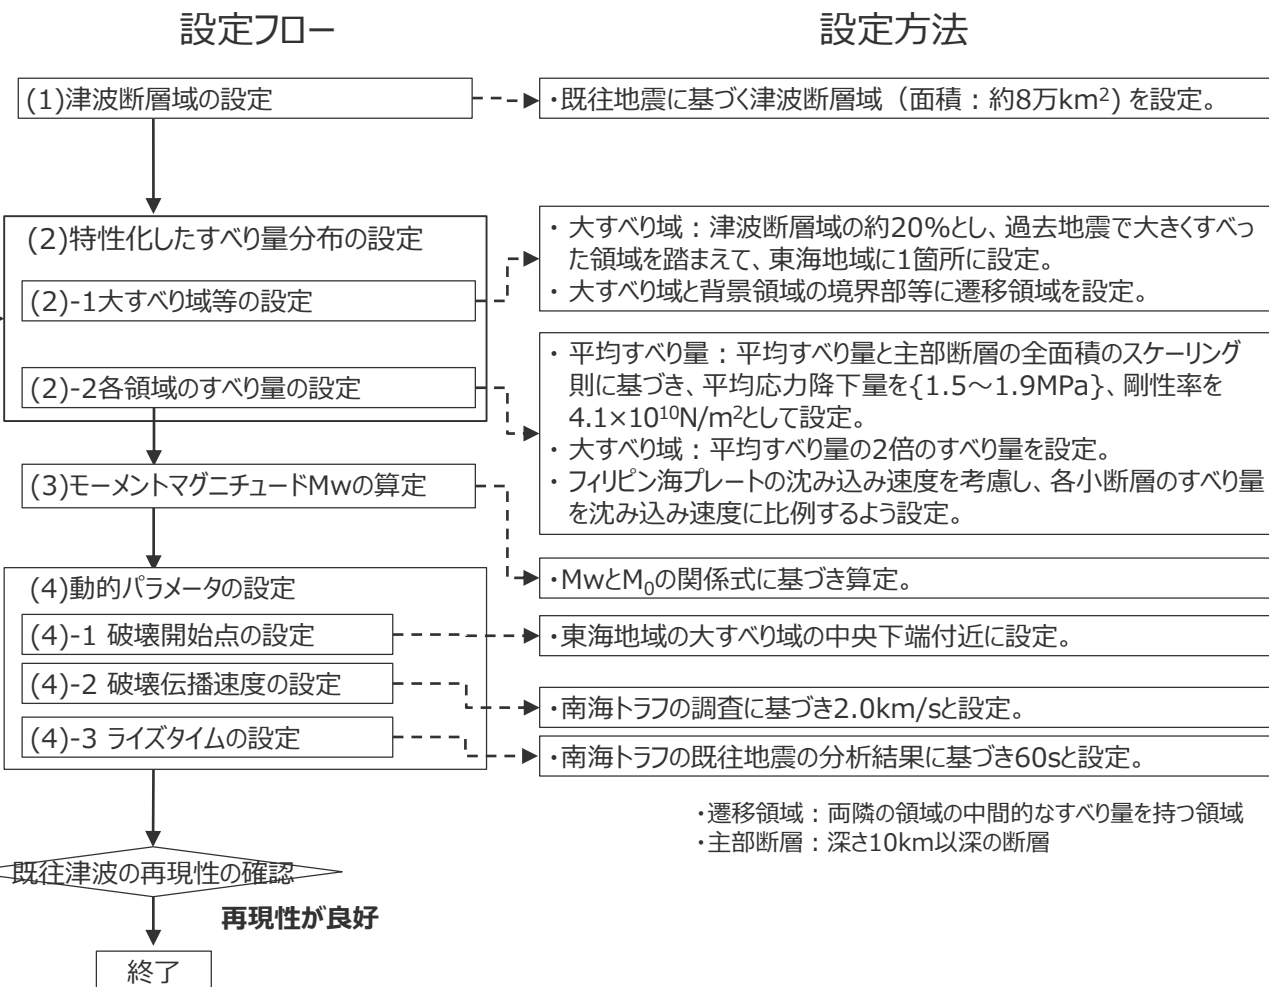 設定フロー
設定方法
(1)津波断層域の設定
・既往地震に基づく津波断層域（面積：約8万km²) を設定。
(2)特性化したすべり量分布の設定
(2)-1大すべり域等の設定
・ 大すべり域：津波断層域の約20%とし、過去地震で大きくすべっ
た領域を踏まえて、東海地域に1箇所に設定。
・ 大すべり域と背景領域の境界部等に遷移領域を設定。
(2)-2各領域のすべり量の設定
・ 平均すべり量：平均すべり量と主部断層の全面積のスケーリング
則に基づき、平均応力降下量を{1.5～1.9MPa}、剛性率を
4.1×10¹⁰N/m²として設定。
・ 大すべり域：平均すべり量の2倍のすべり量を設定。
・ フィリピン海プレートの沈み込み速度を考慮し、各小断層のすべり量
を沈み込み速度に比例するよう設定。
(3)モーメントマグニチュードMwの算定
・MwとM₀の関係式に基づき算定。
(4)動的パラメータの設定
(4)-1 破壊開始点の設定
・東海地域の大すべり域の中央下端付近に設定。
(4)-2 破壊伝播速度の設定
・南海トラフの調査に基づき2.0km/sと設定。
(4)-3 ライズタイムの設定
・南海トラフの既往地震の分析結果に基づき60sと設定。
・遷移領域：両隣の領域の中間的なすべり量を持つ領域
・主部断層：深さ10km以深の断層
既往津波の再現性の確認
再現性が良好
終了